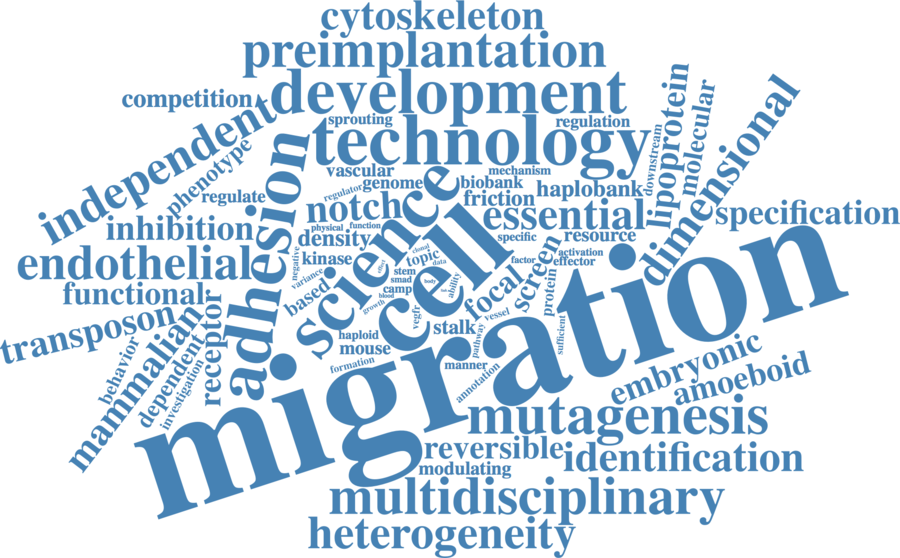 cytoskeleton
preimplantation
competition
development
independent
sprouting
regulation
technology
lipoprotein
molecular
dimensional
downstream
phenotype
vascular
mechanism
regulate
regulator
genome
biobank
haplobank
friction
adhesion
science
notch
physical
function
essential
specification
inhibition
density
specific
resource
endothelial
kinase
negative
variance
effect
clonal
topic
data
factor
screen
activation
effector
stem
smad
camp
body
ability
functional
based
growth
blood
cell
focal
protein
transposon
receptor
vegfr
stalk
vessel
haploid
pathway
sufficient
mammalian
behavior
dependent
investigation
mouse
formation
manner
annotation
migration
embryonic
amoeboid
mutagenesis
reversible
identification
modulating
multidisciplinary
heterogeneity